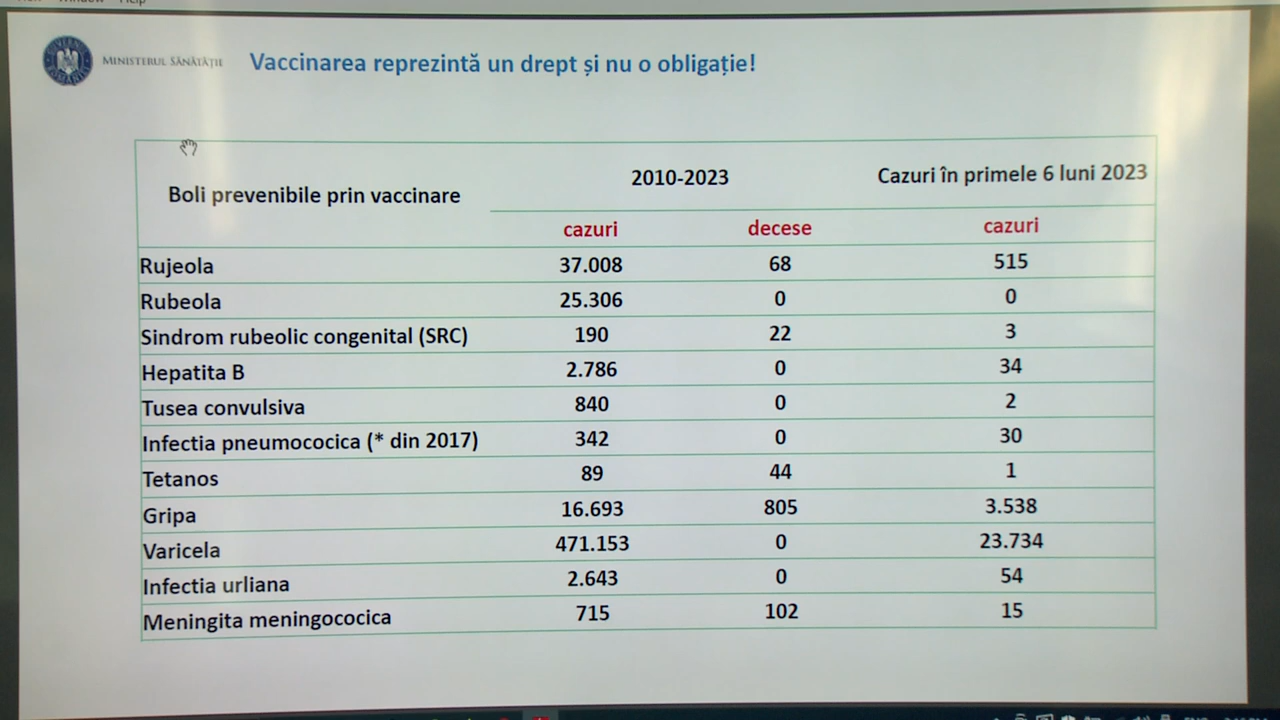 MINISTERUL SĂNĂTĂȚII
Vaccinarea reprezintă un drept și nu o obligație!
Boli prevenibile prin vaccinare 2010-2023 Cazuri în primele 6 luni 2023
cazuri decese cazuri
Rujeola 37.008 68 515
Rubeola 25.306 0 0
Sindrom rubeolic congenital (SRC) 190 22 3
Hepatita B 2.786 0 34
Tusea convulsiva 840 0 2
Infectia pneumococica (* din 2017) 342 0 30
Tetanos 89 44 1
Gripa 16.693 805 3.538
Varicela 471.153 0 23.734
Infectia urliana 2.643 0 54
Meningita meningococica 715 102 15